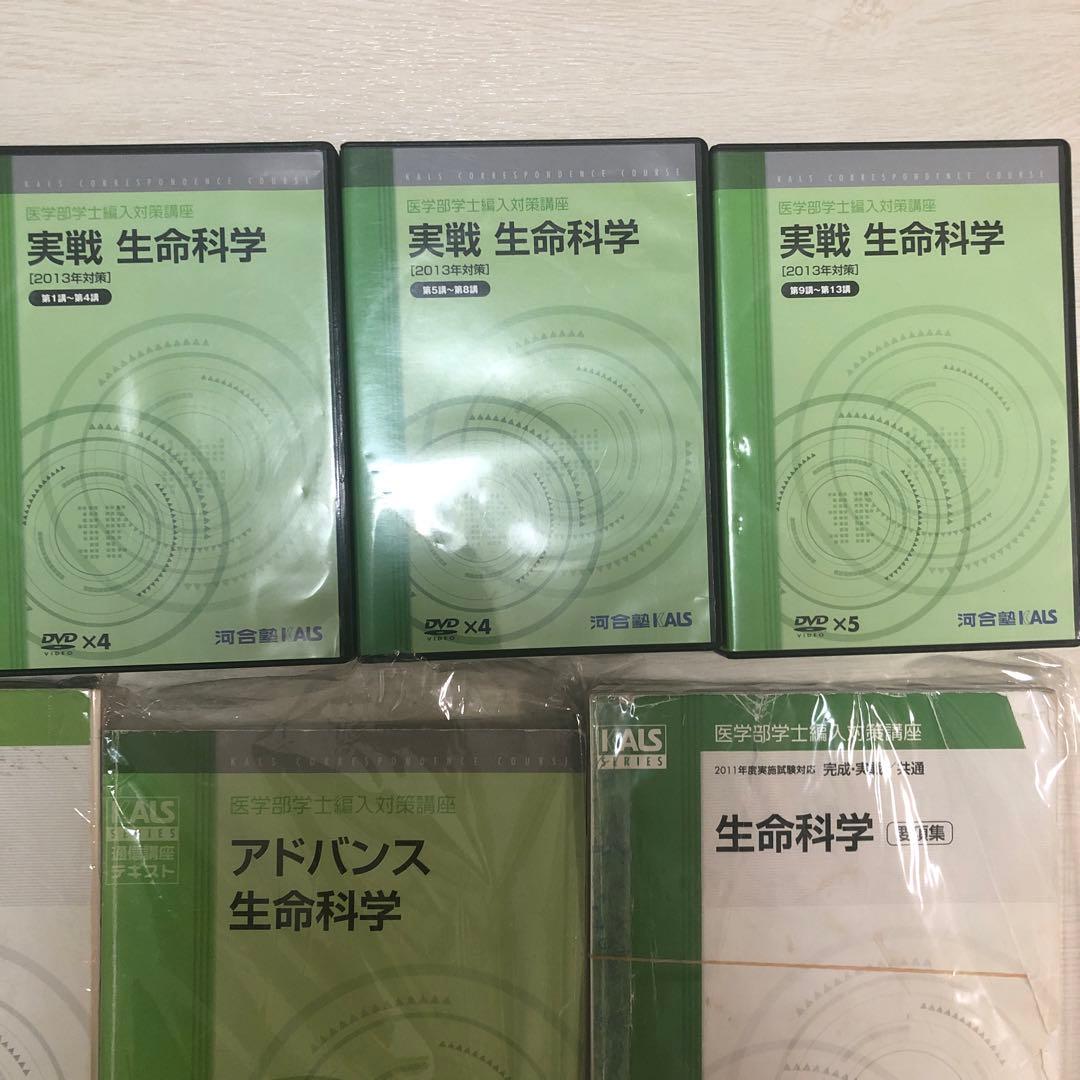 KALS CORRESPONDENCE COURSE
医学部学士編入対策講座
実戦 生命科学
[2013年対策]
第1講~第4講
DVD VIDEO ×4
河合塾KALS
KALS CORRESPONDENCE COURSE
医学部学士編入対策講座
実戦 生命科学
[2013年対策]
第5講~第8講
DVD VIDEO ×4
河合塾KALS
KALS CORRESPONDENCE COURSE
医学部学士編入対策講座
実戦 生命科学
[2013年対策]
第9講~第13講
DVD VIDEO ×5
河合塾KALS
KALS CORRESPONDENCE COURSE
KALS
SERIES
通信講座
テキスト
医学部学士編入対策講座
アドバンス
生命科学
KALS
SERIES
医学部学士編入対策講座
2011年度実施試験対応 完成・実戦/共通
生命科学 要項集